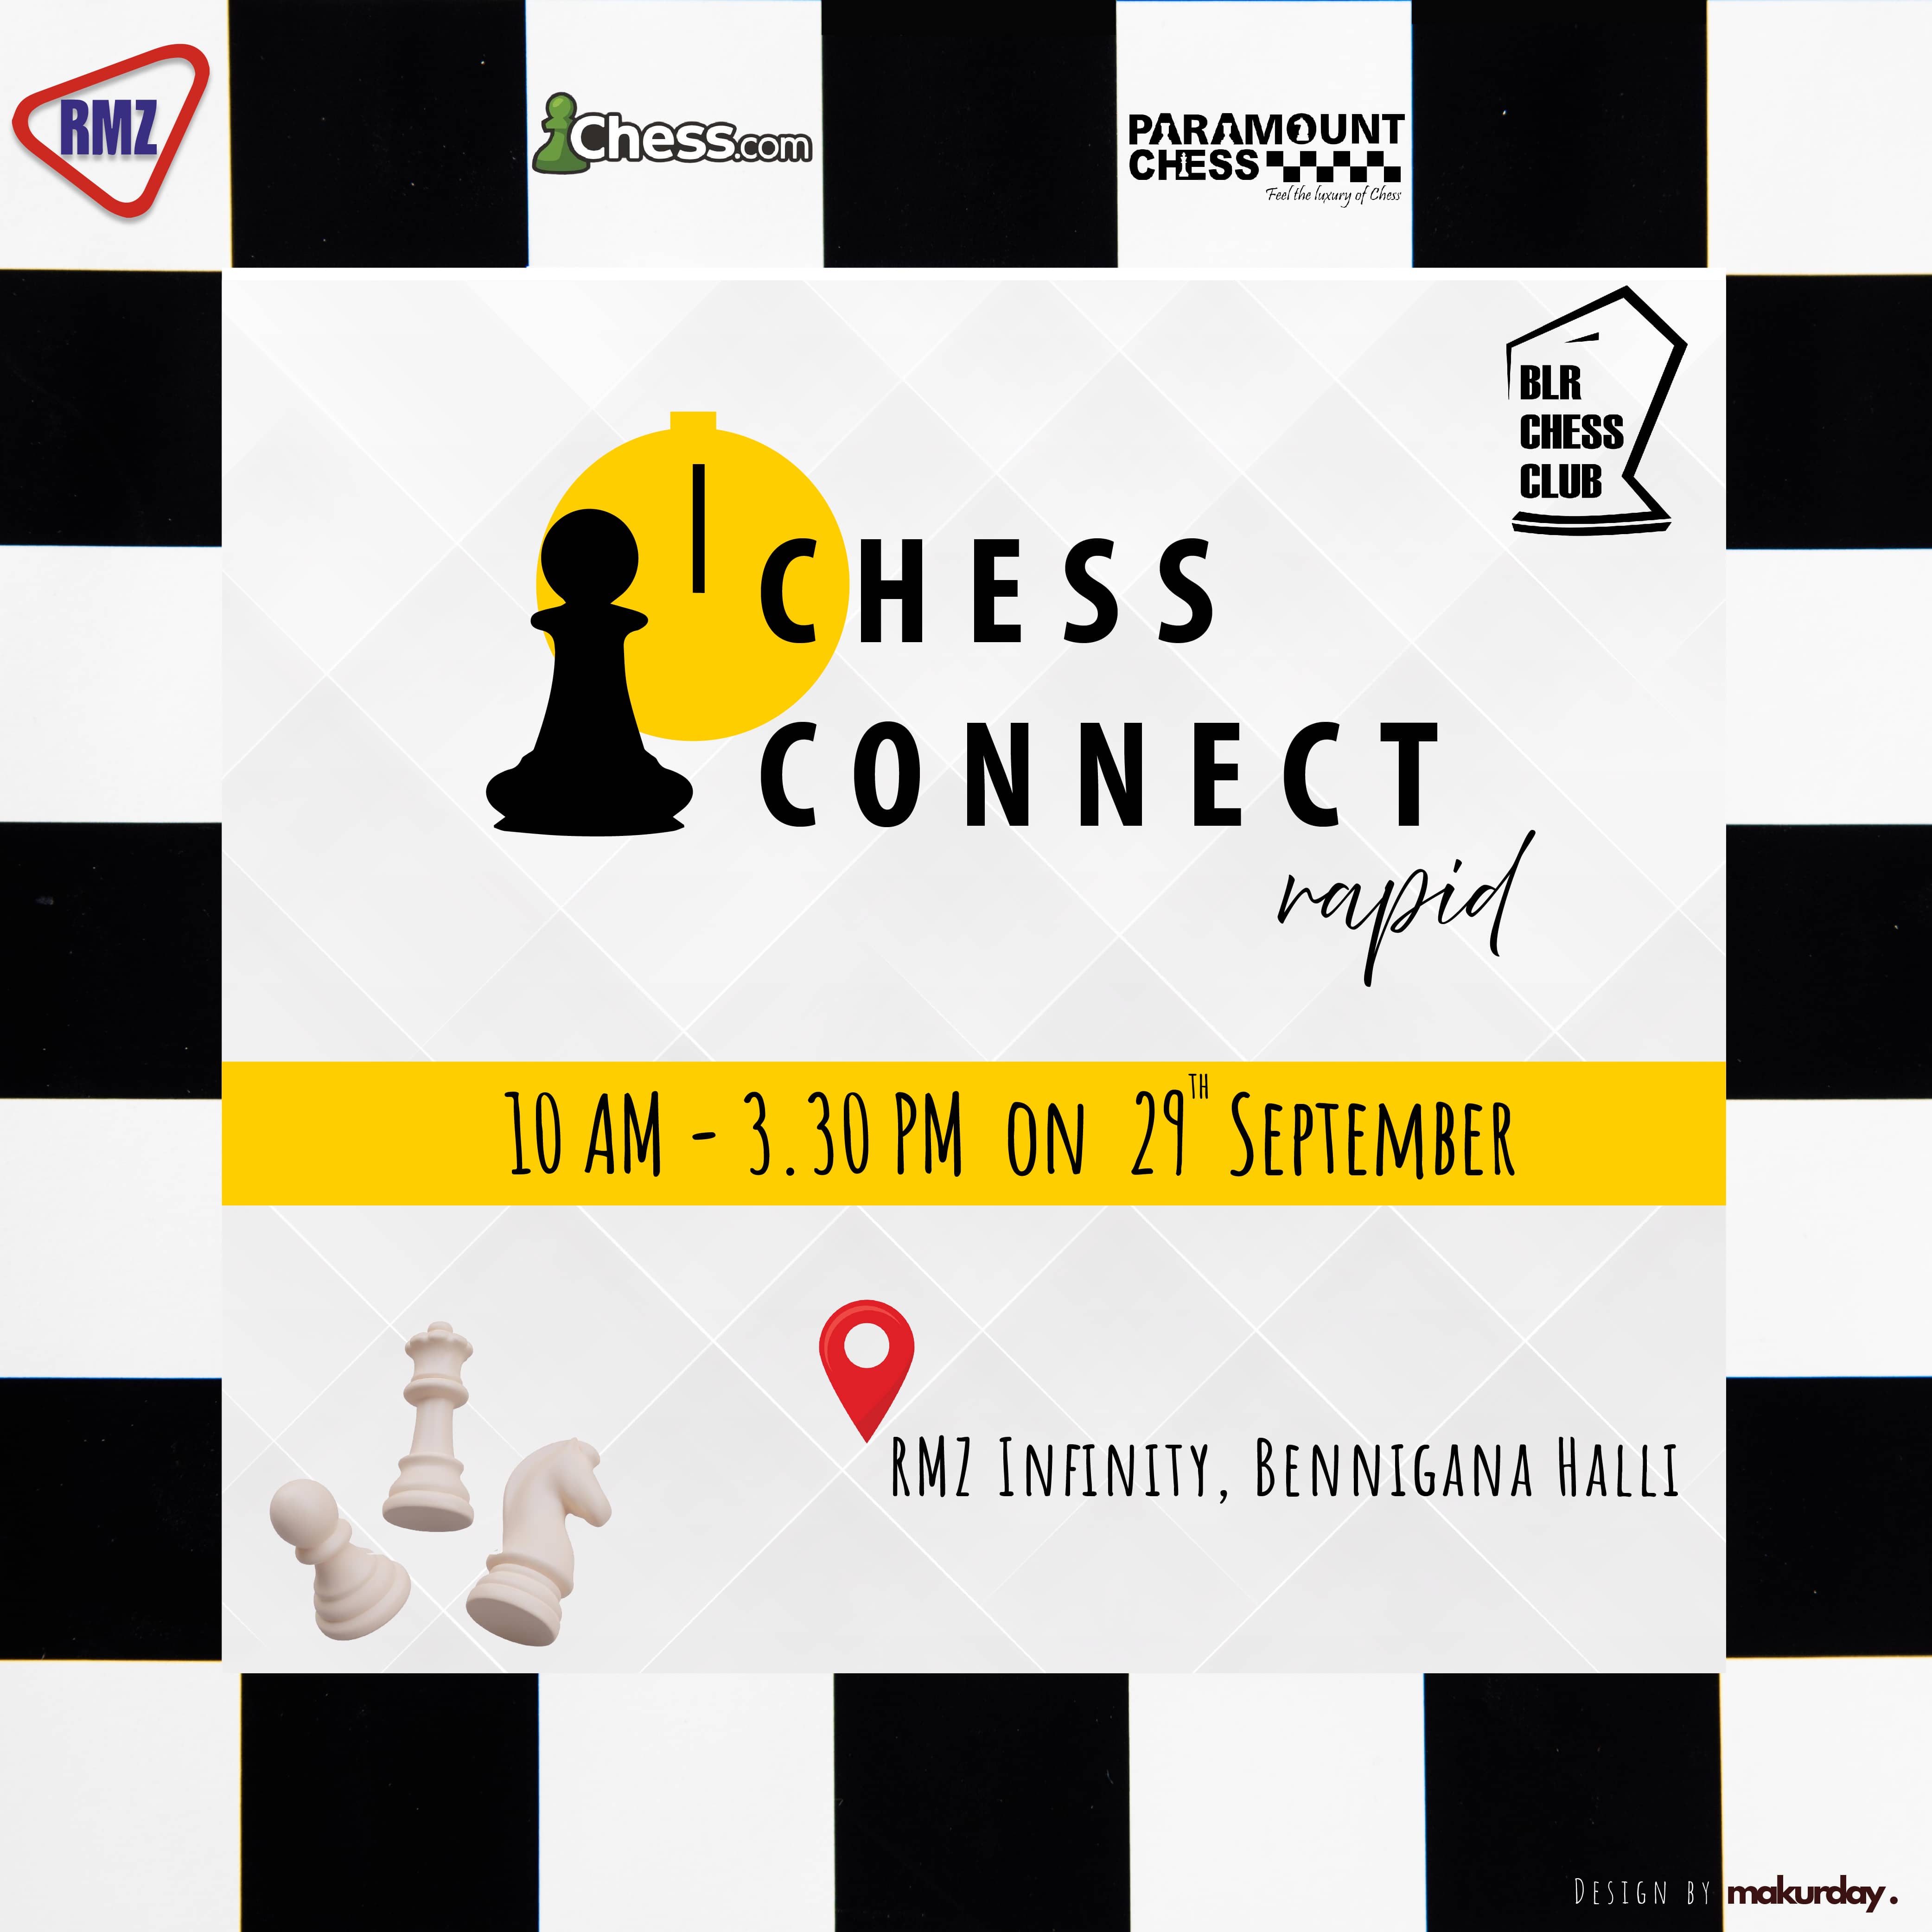 RMZ
Chess.com
PARAMOUNT
CHESS
Feel the luxury of Chess
BLR
CHESS
CLUB
CHESS
CONNECT
rapid
10 AM - 3.30 PM ON 29TH SEPTEMBER
RMZ INFINITY, BENNIGANA HALLI
DESIGN BY makurday.